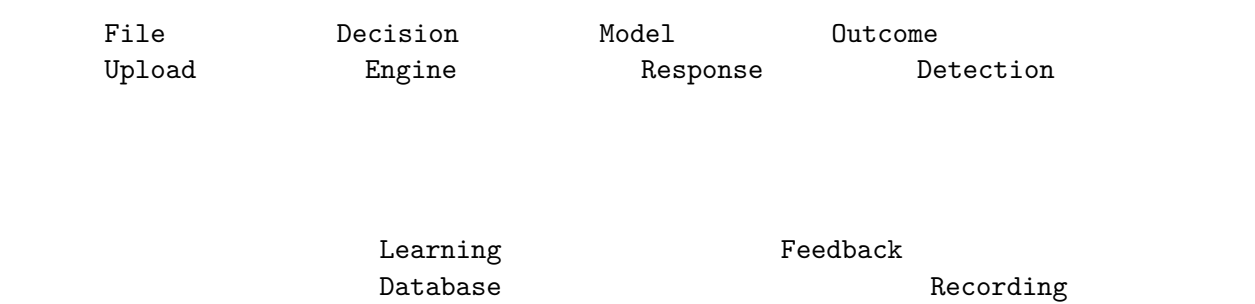 File Decision Model Outcome
Upload Engine Response Detection
Learning Feedback
Database Recording